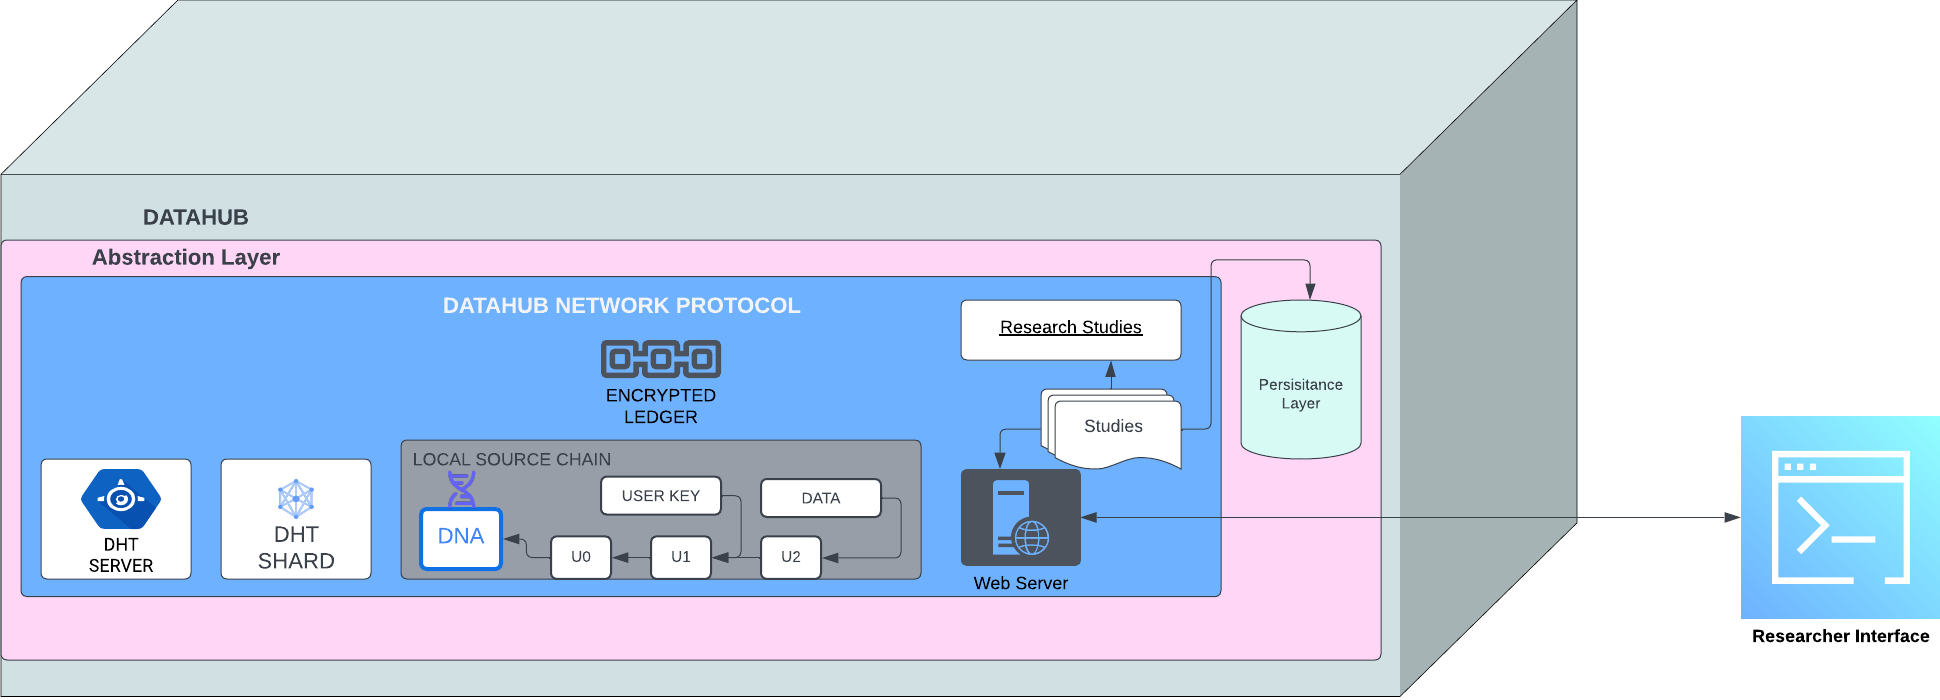 DATAHUB
Abstraction Layer
DATAHUB NETWORK PROTOCOL
Research Studies
ENCRYPTED
LEDGER
Persisitance
Layer
Studies
LOCAL SOURCE CHAIN
USER KEY
DATA
DNA
U0
U1
U2
DHT
SERVER
DHT
SHARD
Web Server
Researcher Interface